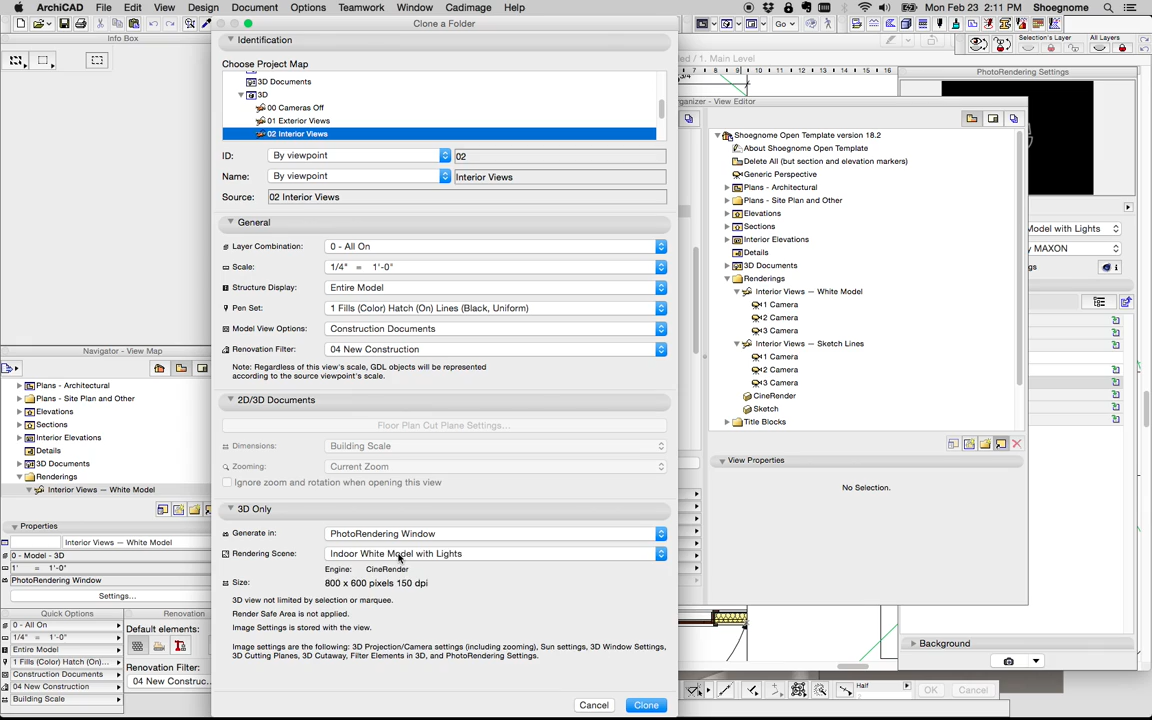 ArchiCAD File Edit View Design Document Options Teamwork Window Cadimage Help
Mon Feb 23 2:11 PM Shoegnome
Clone a Folder
Info Box
Identification
Choose Project Map
3D Documents
3D
00 Cameras Off
01 Exterior Views
02 Interior Views
ID: By viewpoint 02
Name: By viewpoint Interior Views
Source: 02 Interior Views
General
Layer Combination: 0 - All On
Scale: 1/4" = 1'-0"
Structure Display: Entire Model
Pen Set: 1 Fills (Color) Hatch (On) Lines (Black, Uniform)
Model View Options: Construction Documents
Renovation Filter: 04 New Construction
Note: Regardless of this view's scale, GDL objects will be represented
according to the source viewpoint's scale.
2D/3D Documents
Floor Plan Cut Plane Settings...
Dimensions: Building Scale
Zooming: Current Zoom
Ignore zoom and rotation when opening this view
3D Only
Generate in: PhotoRendering Window
Rendering Scene: Indoor White Model with Lights
Engine: CineRender
Size: 800 x 600 pixels 150 dpi
3D view not limited by selection or marquee.
Render Safe Area is not applied.
Image Settings is stored with the view.
Image settings are the following: 3D Projection/Camera settings (including zooming), Sun settings, 3D Window Settings,
3D Cutting Planes, 3D Cutaway, Filter Elements in 3D, and PhotoRendering Settings.
Cancel Clone
Navigator - View Map
Plans - Architectural
Plans - Site Plan and Other
Elevations
Sections
Interior Elevations
Details
3D Documents
Renderings
Interior Views — White Model
Properties
Interior Views — White Model
0 - Model - 3D
1' = 1'-0"
PhotoRendering Window
Settings...
Quick Options
0 - All On
1/4" = 1'-0"
Entire Model
1 Fills (Color) Hatch (On)...
Construction Documents
04 New Construction
Building Scale
Renovation
Default elements:
Renovation Filter:
04 New Construc...
Go
Selection's Layer
All Layers
/ 1. Main Level
7 8 9 10 11 12 13 14 15 16
3/4
ganizer - View Editor
Shoegnome Open Template version 18.2
About Shoegnome Open Template
Delete All (but section and elevation markers)
Generic Perspective
Plans - Architectural
Plans - Site Plan and Other
Elevations
Sections
Interior Elevations
Details
3D Documents
Renderings
Interior Views — White Model
1 Camera
2 Camera
3 Camera
Interior Views — Sketch Lines
1 Camera
2 Camera
3 Camera
CineRender
Sketch
Title Blocks
View Properties
No Selection.
PhotoRendering Settings
Model with Lights
by MAXON
gs
Background
Half
OK Cancel